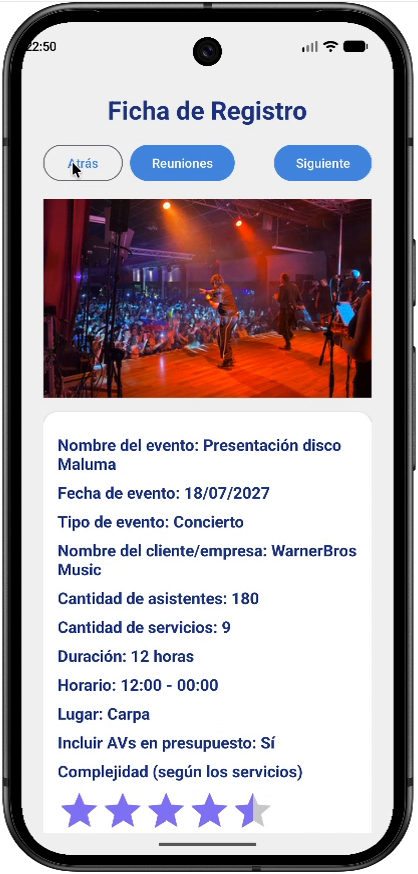 22:50
Ficha de Registro
Atrás
Reuniones
Siguiente
Nombre del evento: Presentación disco
Maluma
Fecha de evento: 18/07/2027
Tipo de evento: Concierto
Nombre del cliente/empresa: WarnerBros
Music
Cantidad de asistentes: 180
Cantidad de servicios: 9
Duración: 12 horas
Horario: 12:00 - 00:00
Lugar: Carpa
Incluir AVs en presupuesto: Sí
Complejidad (según los servicios)